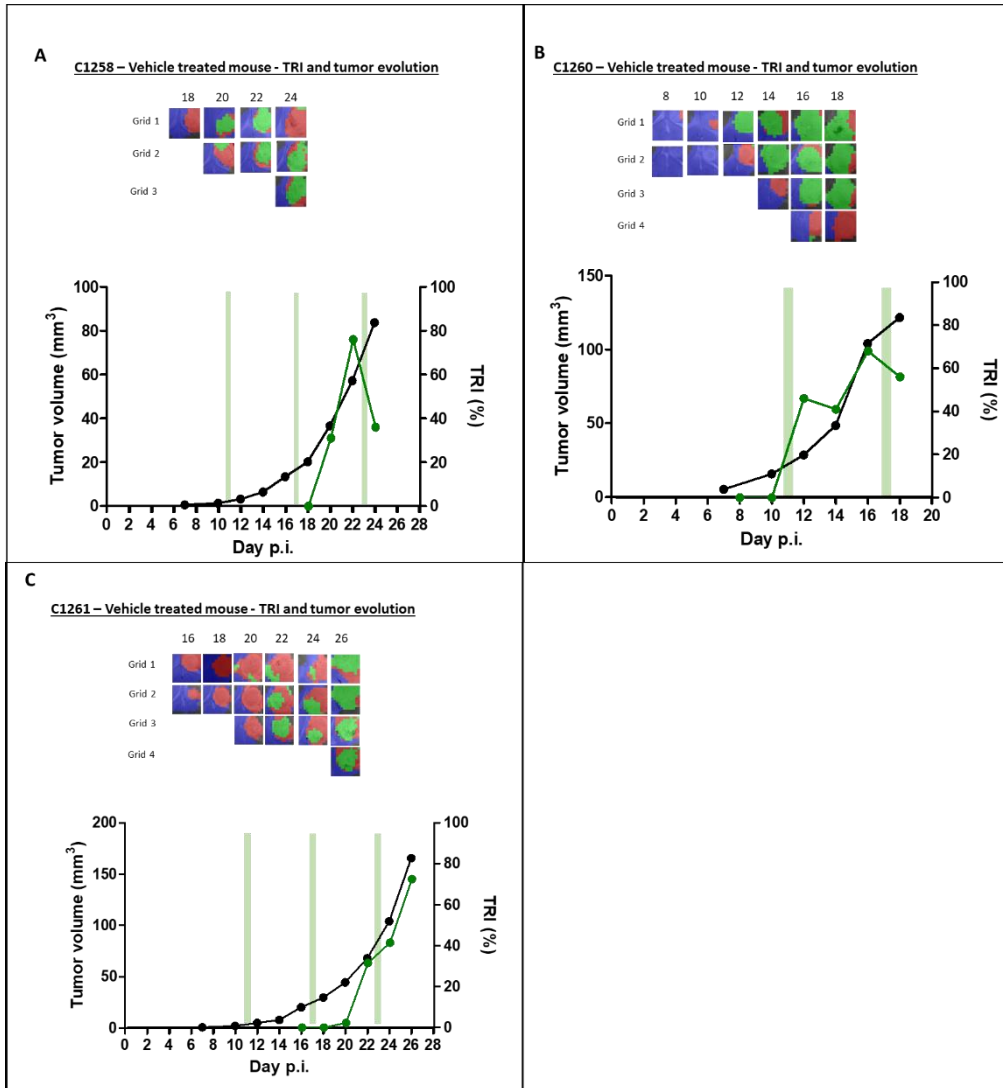 A
C1258 – Vehicle treated mouse - TRI and tumor evolution
18 20 22 24
Grid 1
Grid 2
Grid 3
100 80 60 40 20 0
Tumor volume (mm³)
100 80 60 40 20 0
TRI (%)
0 2 4 6 8 10 12 14 16 18 20 22 24 26 28
Day p.i.
B
C1260 – Vehicle treated mouse - TRI and tumor evolution
8 10 12 14 16 18
Grid 1
Grid 2
Grid 3
Grid 4
150 100 50 0
Tumor volume (mm³)
100 80 60 40 20 0
TRI (%)
0 2 4 6 8 10 12 14 16 18 20
Day p.i.
C
C1261 – Vehicle treated mouse - TRI and tumor evolution
16 18 20 22 24 26
Grid 1
Grid 2
Grid 3
Grid 4
200 150 100 50 0
Tumor volume (mm³)
100 80 60 40 20 0
TRI (%)
0 2 4 6 8 10 12 14 16 18 20 22 24 26 28
Day p.i.